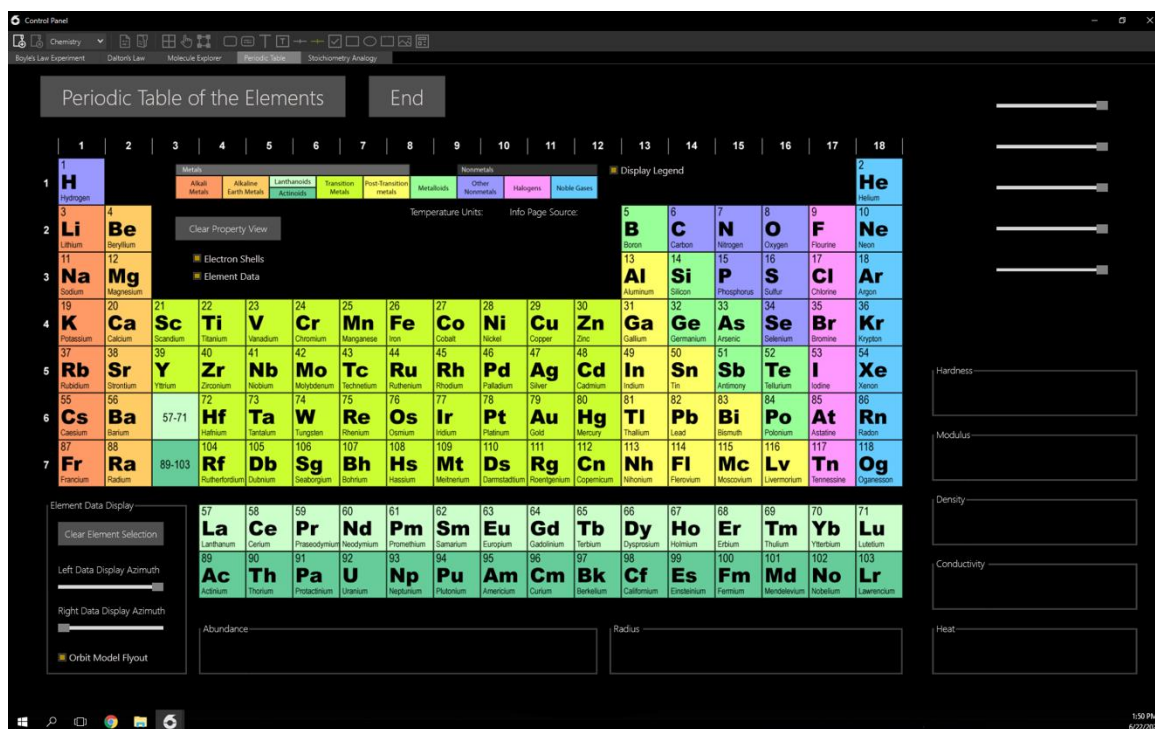 Control Panel
Chemistry
Boyle's Law Experiment Dalton's Law Molecule Explorer Periodic Table Stoichiometry Analogy
Periodic Table of the Elements End
1 2 3 4 5 6 7 8 9 10 11 12 13 14 15 16 17 18
Metals Nonmetals
Display Legend
Alkali Metals Alkaline Earth Metals Lanthanoids Actinoids Transition Metals Post-Transition metals Metalloids Other Nonmetals Halogens Noble Gases
Temperature Units: Info Page Source:
Clear Property View
Electron Shells
Element Data
1
1 2
H He
Hydrogen Helium
2
3 4 5 6 7 8 9 10
Li Be B C N O F Ne
Lithium Beryllium Boron Carbon Nitrogen Oxygen Flourine Neon
3
11 12 13 14 15 16 17 18
Na Mg Al Si P S Cl Ar
Sodium Magnesium Aluminum Silicon Phosphorus Sulfur Chlorine Argon
4
19 20 21 22 23 24 25 26 27 28 29 30 31 32 33 34 35 36
K Ca Sc Ti V Cr Mn Fe Co Ni Cu Zn Ga Ge As Se Br Kr
Potassium Calcium Scandium Titanium Vanadium Chromium Manganese Iron Cobalt Nickel Copper Zinc Gallium Germanium Arsenic Selenium Bromine Krypton
5
37 38 39 40 41 42 43 44 45 46 47 48 49 50 51 52 53 54
Rb Sr Y Zr Nb Mo Tc Ru Rh Pd Ag Cd In Sn Sb Te I Xe
Rubidium Strontium Yttrium Zirconium Niobium Molybdenum Technetium Ruthenium Rhodium Palladium Silver Cadmium Indium Tin Antimony Tellurium Iodine Xenon
6
55 56 57-71 72 73 74 75 76 77 78 79 80 81 82 83 84 85 86
Cs Ba Hf Ta W Re Os Ir Pt Au Hg Tl Pb Bi Po At Rn
Caesium Barium Hafnium Tantalum Tungsten Rhenium Osmium Iridium Platinum Gold Mercury Thallium Lead Bismuth Polonium Astatine Radon
7
87 88 89-103 104 105 106 107 108 109 110 111 112 113 114 115 116 117 118
Fr Ra Rf Db Sg Bh Hs Mt Ds Rg Cn Nh Fl Mc Lv Tn Og
Francium Radium Rutherfordium Dubnium Seaborgium Bohrium Hassium Meitnerium Darmstadtium Roentgenium Copernicum Nihonium Flerovium Moscovium Livermorium Tennessine Oganesson
57 58 59 60 61 62 63 64 65 66 67 68 69 70 71
La Ce Pr Nd Pm Sm Eu Gd Tb Dy Ho Er Tm Yb Lu
Lanthanum Cerium Praseodymium Neodymium Promethium Samarium Europium Gadolinium Terbium Dysprosium Holmium Erbium Thulium Ytterbium Lutetium
89 90 91 92 93 94 95 96 97 98 99 100 101 102 103
Ac Th Pa U Np Pu Am Cm Bk Cf Es Fm Md No Lr
Actinium Thorium Protactinium Uranium Neptunium Plutonium Americium Curium Berkelium Californium Einsteinium Fermium Mendelevium Nobelium Lawrencium
Element Data Display
Clear Element Selection
Left Data Display Azimuth
Right Data Display Azimuth
Orbit Model Flyout
Abundance Radius
Hardness
Modulus
Density
Conductivity
Heat
1:50 PM